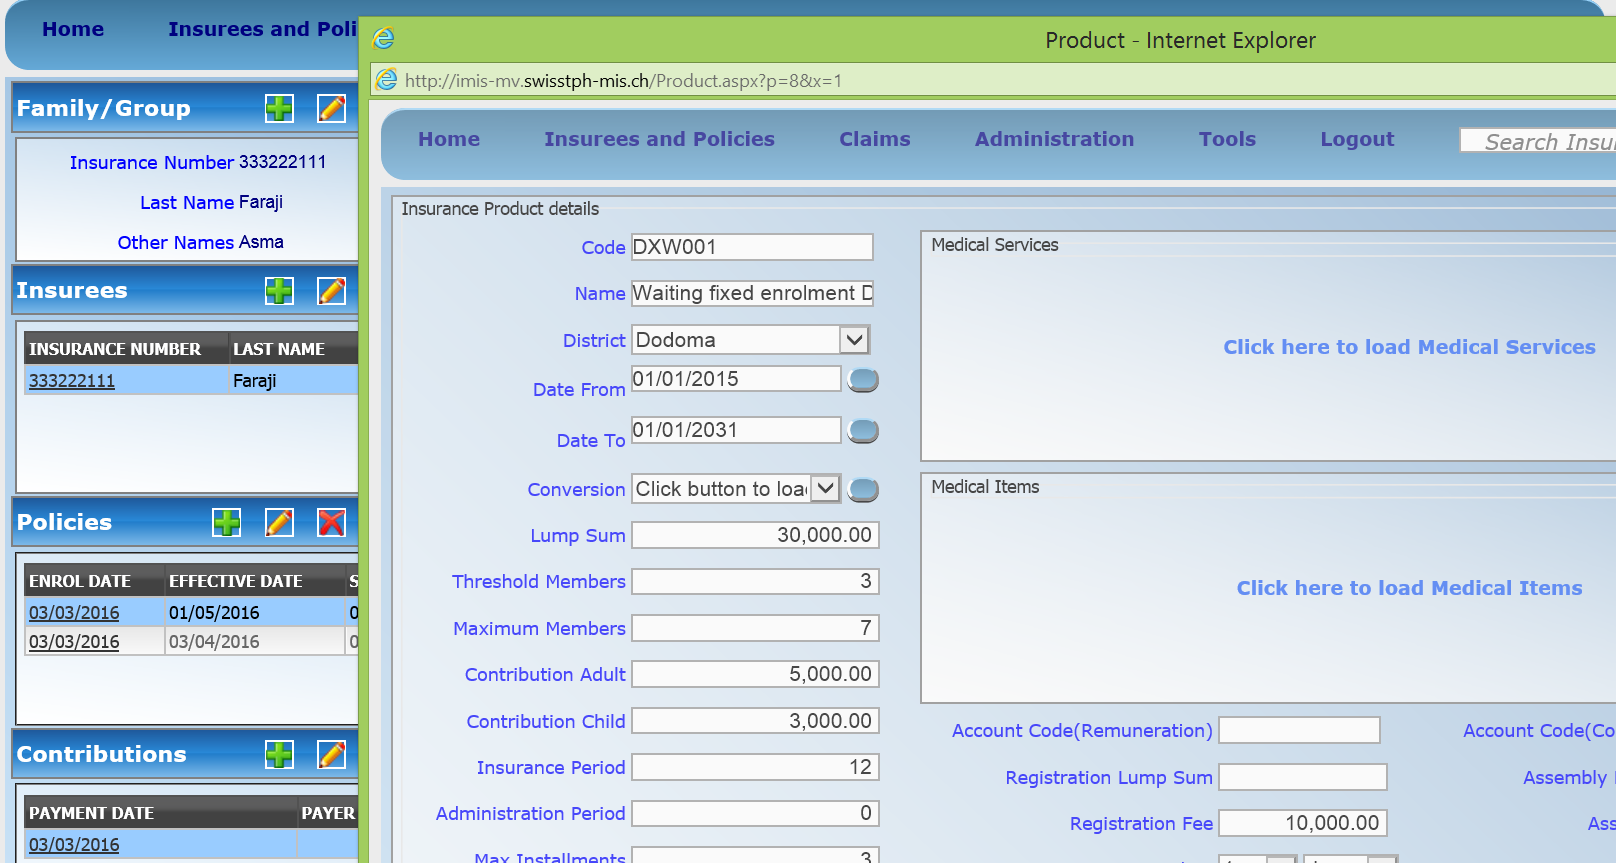 Home Insurees and Poli
Product - Internet Explorer
http://imis-mv.swisstph-mis.ch/Product.aspx?p=8&x=1
Family/Group
Insurance Number 333222111
Last Name Faraji
Other Names Asma
Insurees
INSURANCE NUMBER LAST NAME
333222111 Faraji
Policies
ENROL DATE EFFECTIVE DATE S
03/03/2016 01/05/2016 0
03/03/2016 03/04/2016 0
Contributions
PAYMENT DATE PAYER
03/03/2016
Home Insurees and Policies Claims Administration Tools Logout Search Insu
Insurance Product details
Code DXW001
Name Waiting fixed enrolment D
District Dodoma
Date From 01/01/2015
Date To 01/01/2031
Conversion Click button to loa
Lump Sum 30,000.00
Threshold Members 3
Maximum Members 7
Contribution Adult 5,000.00
Contribution Child 3,000.00
Insurance Period 12
Administration Period 0
Max Installments 3
Medical Services
Click here to load Medical Services
Medical Items
Click here to load Medical Items
Account Code(Remuneration) Account Code(Co
Registration Lump Sum Assembly
Registration Fee 10,000.00 Ass